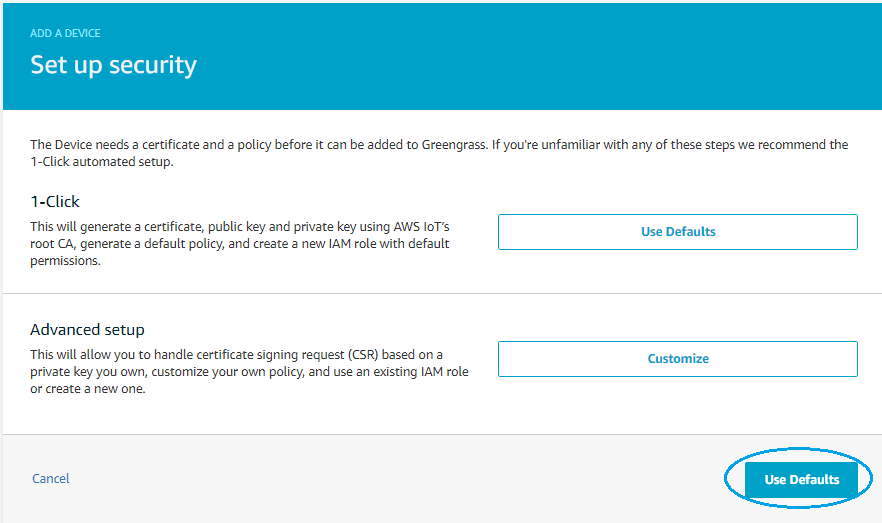 ADD A DEVICE
Set up security
The Device needs a certificate and a policy before it can be added to Greengrass. If you're unfamiliar with any of these steps we recommend the
1-Click automated setup.
1-Click
This will generate a certificate, public key and private key using AWS IoT's
root CA, generate a default policy, and create a new IAM role with default
permissions.
Use Defaults
Advanced setup
This will allow you to handle certificate signing request (CSR) based on a
private key you own, customize your own policy, and use an existing IAM role
or create a new one.
Customize
Cancel
Use Defaults